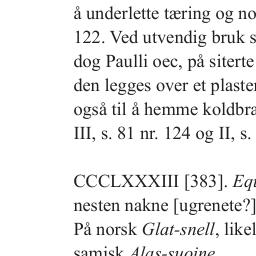 å underlette tæring og no
122. Ved utvendig bruk s
dog Paulli oec, på siterte
den legges over et plaste
også til å hemme koldbra
III, s. 81 nr. 124 og II, s.
CCCLXXXIII [383]. Equ
nesten nakne [ugrenete?]
På norsk Glat-snell, likel
samisk Alas-suoine